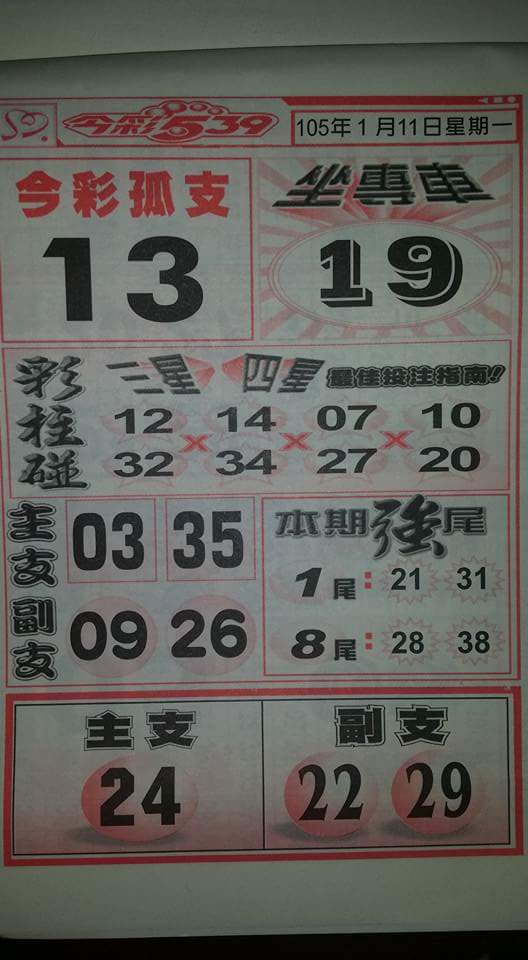 今彩539
105年1月11日星期一
今彩孤支
13
19
彩柱碰
三星 四星 最佳投注指南!!
12 14 07 10
× × ×
32 34 27 20
主支 03 35
副支 09 26
本期強尾
1尾: 21 31
8尾: 28 38
主支
24
副支
22 29